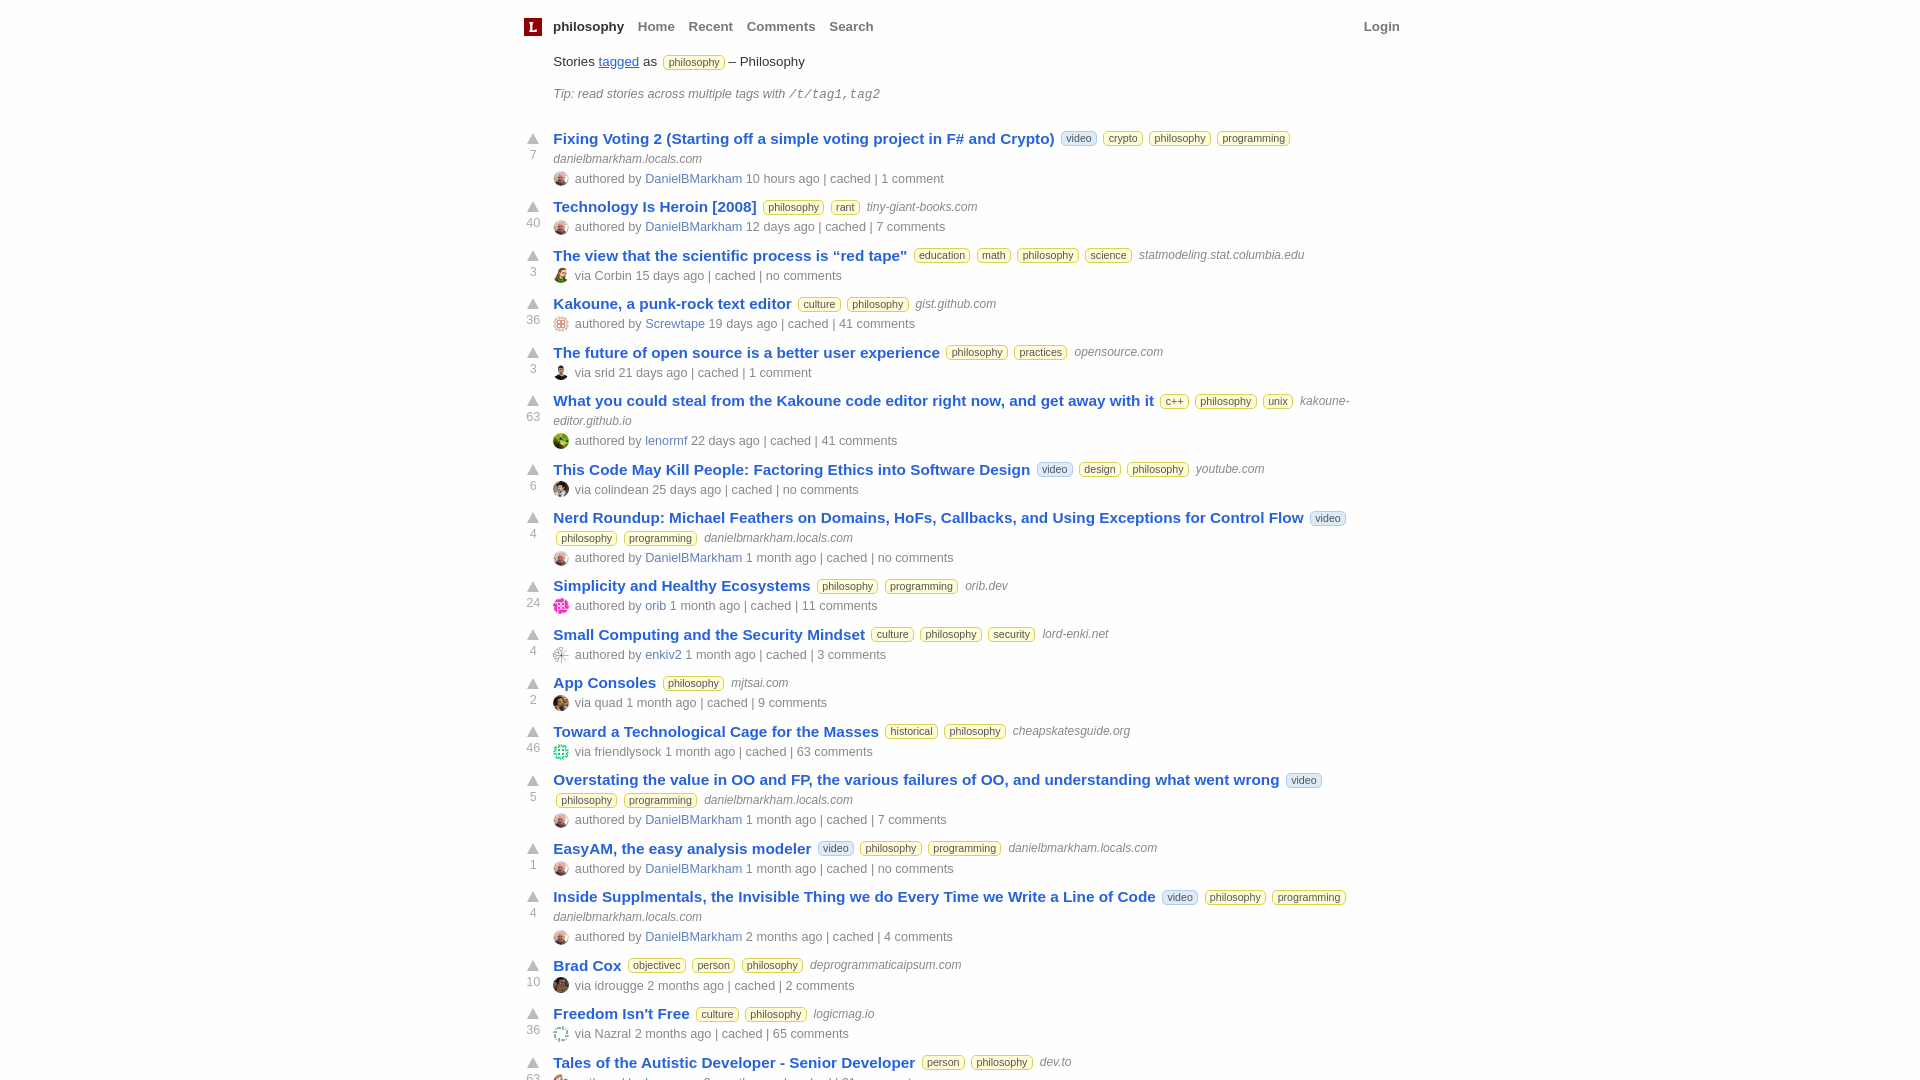 L philosophy Home Recent Comments Search Login
Stories tagged as philosophy – Philosophy
Tip: read stories across multiple tags with /t/tag1,tag2
Fixing Voting 2 (Starting off a simple voting project in F# and Crypto) video crypto philosophy programming
7 danielbmarkham.locals.com
authored by DanielBMarkham 10 hours ago | cached | 1 comment
Technology Is Heroin [2008] philosophy rant tiny-giant-books.com
40 authored by DanielBMarkham 12 days ago | cached | 7 comments
The view that the scientific process is “red tape" education math philosophy science statmodeling.stat.columbia.edu
3 via Corbin 15 days ago | cached | no comments
Kakoune, a punk-rock text editor culture philosophy gist.github.com
36 authored by Screwtape 19 days ago | cached | 41 comments
The future of open source is a better user experience philosophy practices opensource.com
3 via srid 21 days ago | cached | 1 comment
What you could steal from the Kakoune code editor right now, and get away with it c++ philosophy unix kakoune-
63 editor.github.io
authored by lenormf 22 days ago | cached | 41 comments
This Code May Kill People: Factoring Ethics into Software Design video design philosophy youtube.com
6 via colindean 25 days ago | cached | no comments
Nerd Roundup: Michael Feathers on Domains, HoFs, Callbacks, and Using Exceptions for Control Flow video
4 philosophy programming danielbmarkham.locals.com
authored by DanielBMarkham 1 month ago | cached | no comments
Simplicity and Healthy Ecosystems philosophy programming orib.dev
24 authored by orib 1 month ago | cached | 11 comments
Small Computing and the Security Mindset culture philosophy security lord-enki.net
4 authored by enkiv2 1 month ago | cached | 3 comments
App Consoles philosophy mjtsai.com
2 via quad 1 month ago | cached | 9 comments
Toward a Technological Cage for the Masses historical philosophy cheapskatesguide.org
46 via friendlysock 1 month ago | cached | 63 comments
Overstating the value in OO and FP, the various failures of OO, and understanding what went wrong video
5 philosophy programming danielbmarkham.locals.com
authored by DanielBMarkham 1 month ago | cached | 7 comments
EasyAM, the easy analysis modeler video philosophy programming danielbmarkham.locals.com
1 authored by DanielBMarkham 1 month ago | cached | no comments
Inside Supplmentals, the Invisible Thing we do Every Time we Write a Line of Code video philosophy programming
4 danielbmarkham.locals.com
authored by DanielBMarkham 2 months ago | cached | 4 comments
Brad Cox objectivec person philosophy deprogrammaticaipsum.com
10 via idrougge 2 months ago | cached | 2 comments
Freedom Isn't Free culture philosophy logicmag.io
36 via Nazral 2 months ago | cached | 65 comments
Tales of the Autistic Developer - Senior Developer person philosophy dev.to
63